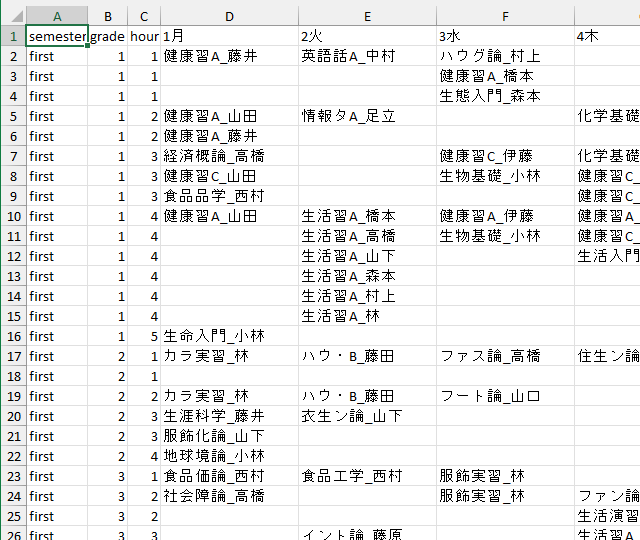 A B C D E F
1 semester grade hour 1月 2火 3水 4木
2 first 1 1 健康習A_藤井 英語話A_中村 ハウグ論_村上
3 first 1 1 健康習A_橋本
4 first 1 1 生態入門_森本
5 first 1 2 健康習A_山田 情報タA_足立 化学基礎
6 first 1 2 健康習A_藤井
7 first 1 3 経済概論_高橋 健康習C_伊藤 化学基礎
8 first 1 3 健康習C_山田 生物基礎_小林 健康習C_
9 first 1 3 食品品学_西村 健康習C_
10 first 1 4 健康習A_山田 生活習A_橋本 健康習A_伊藤 健康習A_
11 first 1 4 生活習A_高橋 生物基礎_小林 健康習C_
12 first 1 4 生活習A_山下 生活入門
13 first 1 4 生活習A_森本
14 first 1 4 生活習A_村上
15 first 1 4 生活習A_林
16 first 1 5 生命入門_小林
17 first 2 1 カラ実習_林 ハウ・B_藤田 ファス論_高橋 住生ン論
18 first 2 1
19 first 2 2 カラ実習_林 ハウ・B_藤田 フート論_山口
20 first 2 3 生涯科学_藤井 衣生ン論_山下
21 first 2 3 服飾化論_山下
22 first 2 4 地球境論_小林
23 first 3 1 食品価論_西村 食品工学_西村 服飾実習_林
24 first 3 2 社会障論_高橋 服飾実習_林 ファン論
25 first 3 2 生活演習
26 first 3 3 イント論_藤原 生活習A